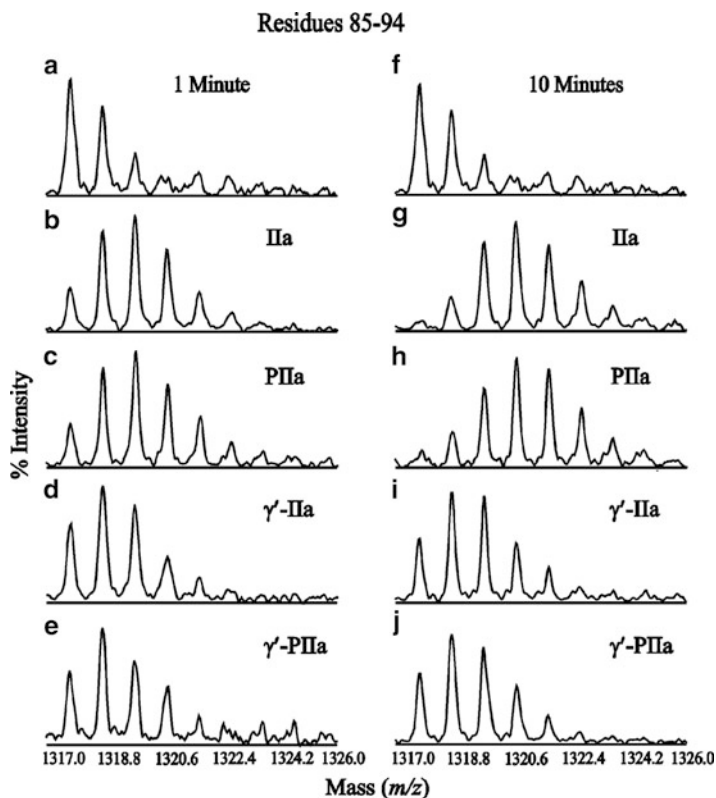 Residues 85-94
a
1 Minute
f
10 Minutes
b
IIa
g
IIa
c
PIIa
h
PIIa
d
γ′-IIa
i
γ′-IIa
e
γ′-PIIa
j
γ′-PIIa
% Intensity
1317.0 1318.8 1320.6 1322.4 1324.2 1326.0
1317.0 1318.8 1320.6 1322.4 1324.2 1326.0
Mass (m/z)